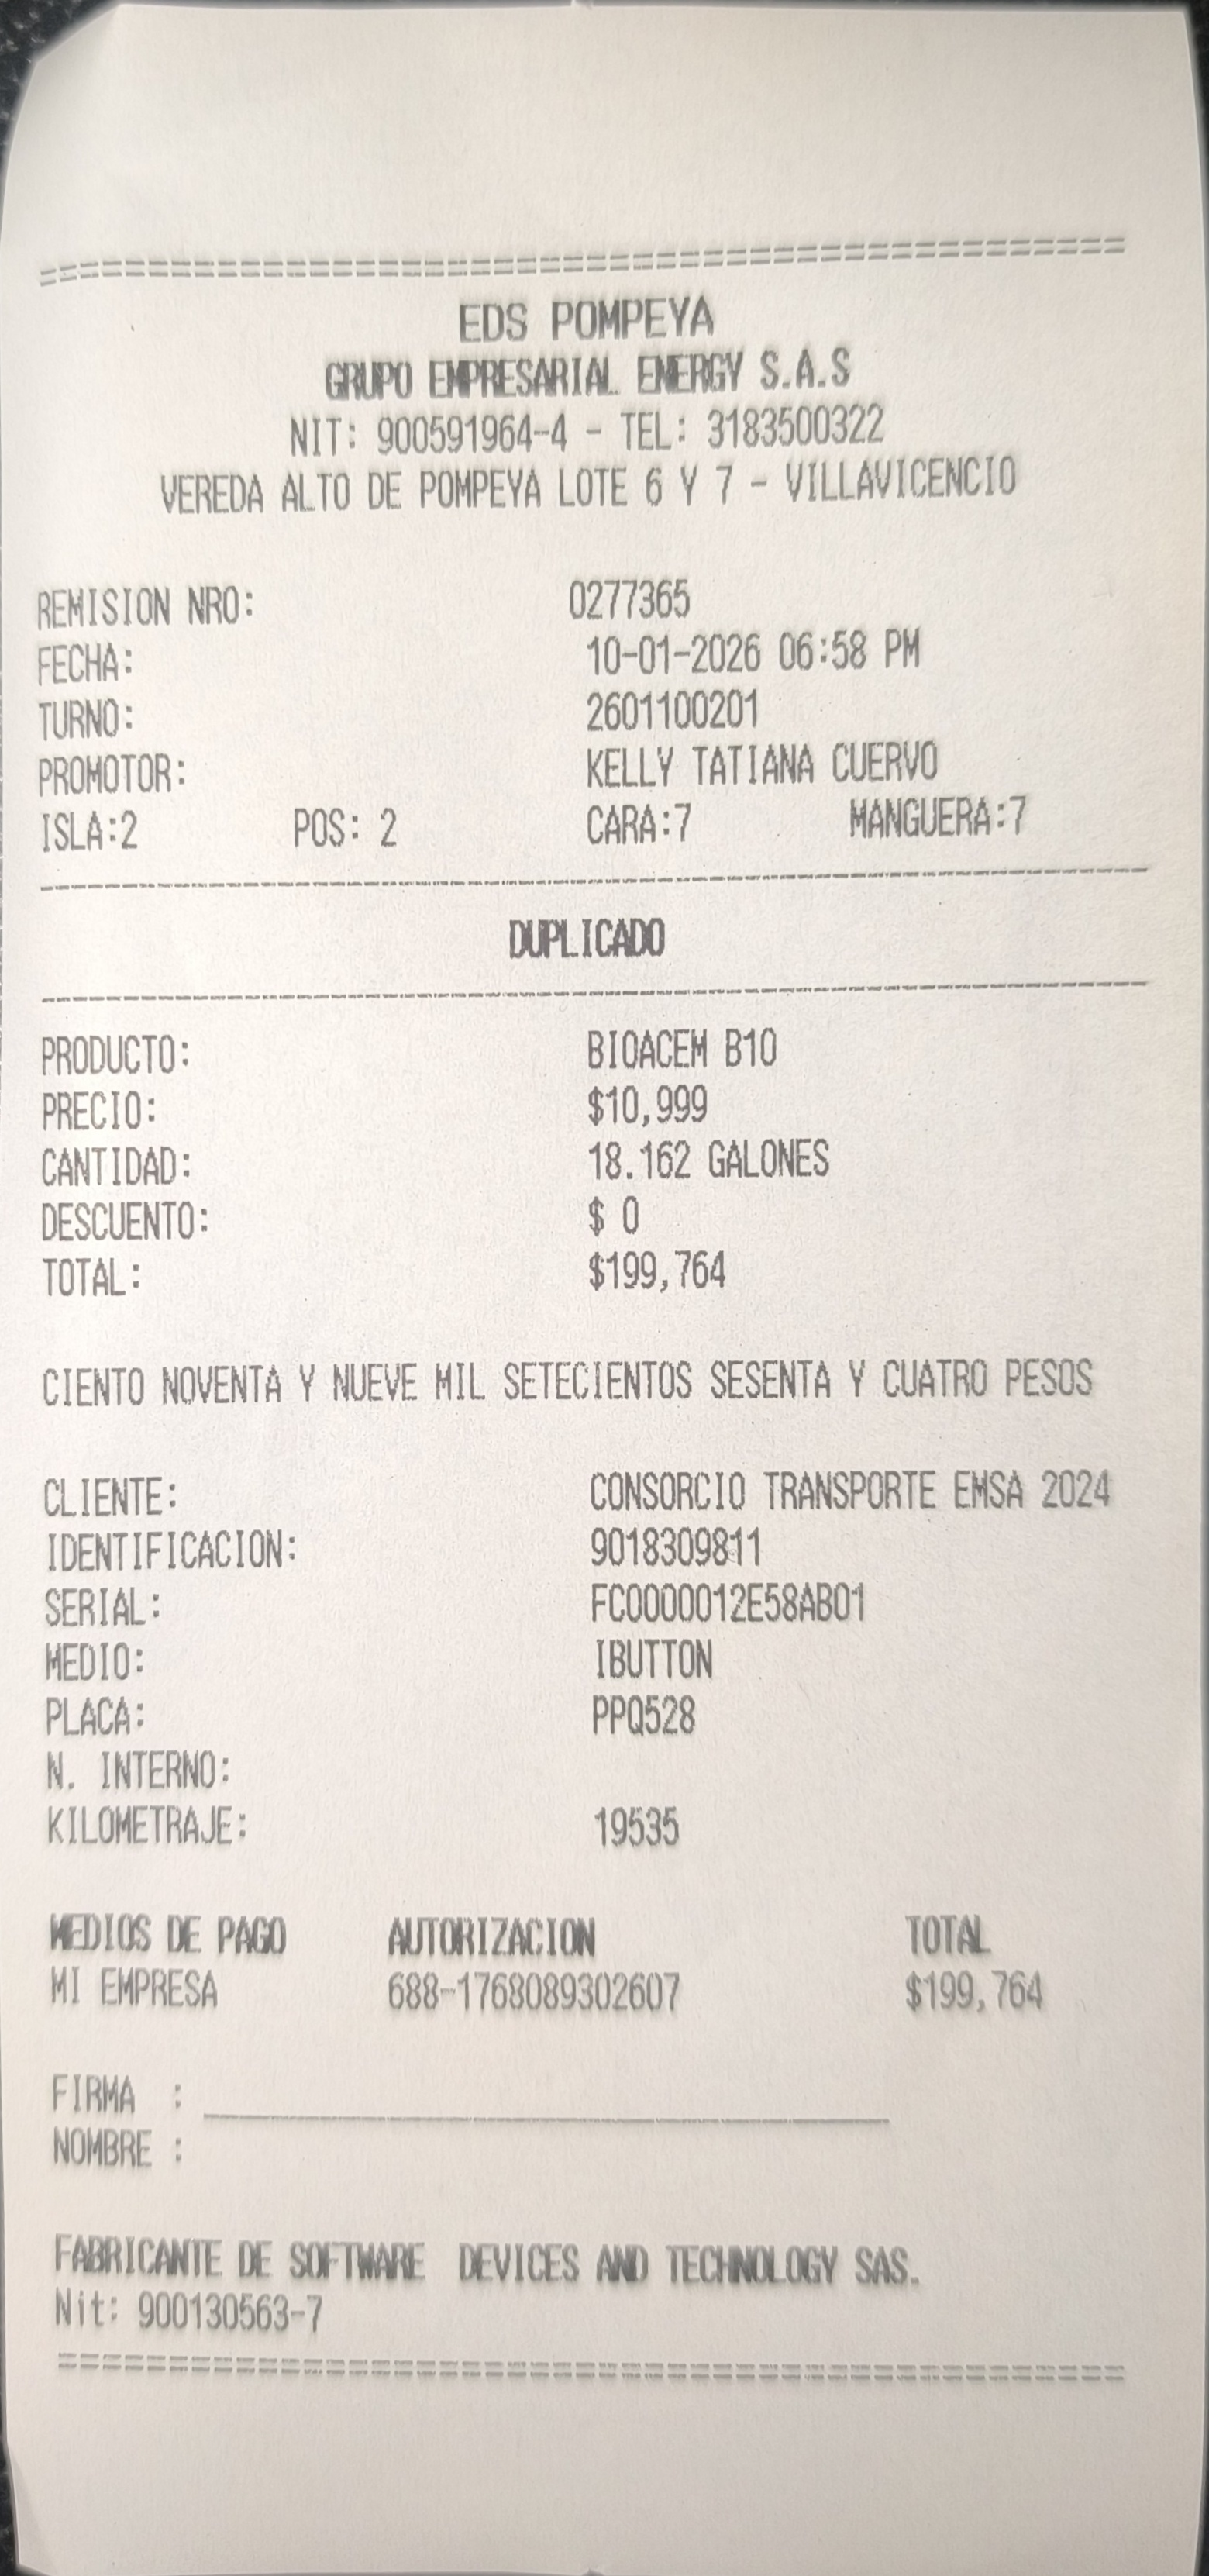 ==================================================
EDS POMPEYA
GRUPO EMPRESARIAL ENERGY S.A.S
NIT: 900591964-4 - TEL: 3183500322
VEREDA ALTO DE POMPEYA LOTE 6 Y 7 - VILLAVICENCIO
REMISION NRO: 0277365
FECHA: 10-01-2026 06:58 PM
TURNO: 2601100201
PROMOTOR: KELLY TATIANA CUERVO
ISLA:2 POS: 2 CARA:7 MANGUERA:7
DUPLICADO
PRODUCTO: BIOACEM B10
PRECIO: $10,999
CANTIDAD: 18.162 GALONES
DESCUENTO: $ 0
TOTAL: $199,764
CIENTO NOVENTA Y NUEVE MIL SETECIENTOS SESENTA Y CUATRO PESOS
CLIENTE: CONSORCIO TRANSPORTE EMSA 2024
IDENTIFICACION: 9018309811
SERIAL: FC0000012E58AB01
MEDIO: IBUTTON
PLACA: PPQ528
N. INTERNO:
KILOMETRAJE: 19535
MEDIOS DE PAGO AUTORIZACION TOTAL
MI EMPRESA 688-1768089302607 $199,764
FIRMA :
NOMBRE :
FABRICANTE DE SOFTWARE DEVICES AND TECHNOLOGY SAS.
Nit: 900130563-7
==================================================